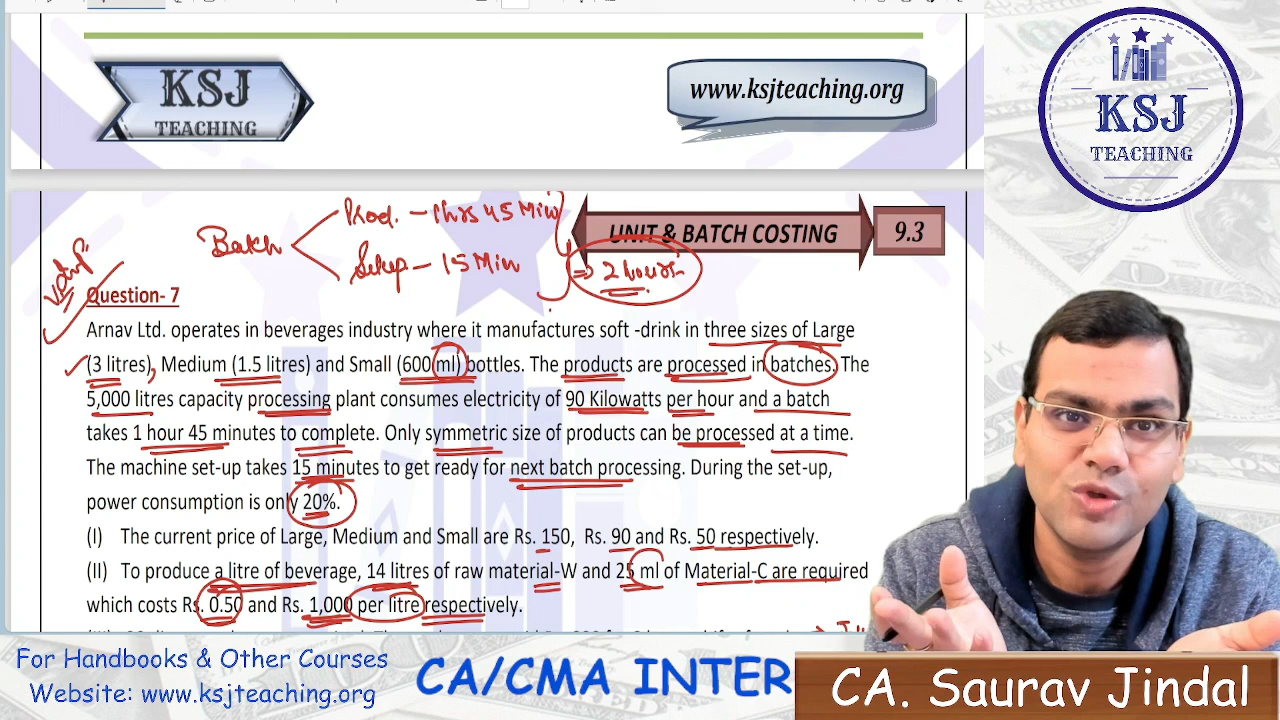 KSJ
TEACHING
www.ksjteaching.org
KSJ
TEACHING
Batch
Prod. - 1hrs 45 Min
Setup - 15 Min
=> 2 hours.
UNIT & BATCH COSTING
9.3
Question- 7
Arnav Ltd. operates in beverages industry where it manufactures soft -drink in three sizes of Large
(3 litres), Medium (1.5 litres) and Small (600 ml) bottles. The products are processed in batches. The
5,000 litres capacity processing plant consumes electricity of 90 Kilowatts per hour and a batch
takes 1 hour 45 minutes to complete. Only symmetric size of products can be processed at a time.
The machine set-up takes 15 minutes to get ready for next batch processing. During the set-up,
power consumption is only 20%.
(I) The current price of Large, Medium and Small are Rs. 150, Rs. 90 and Rs. 50 respectively.
(II) To produce a litre of beverage, 14 litres of raw material-W and 25 ml of Material-C are required
which costs Rs. 0.50 and Rs. 1,000 per litre respectively.
For Handbooks & Other Courses
Website: www.ksjteaching.org
CA/CMA INTER
CA. Saurav Jindal